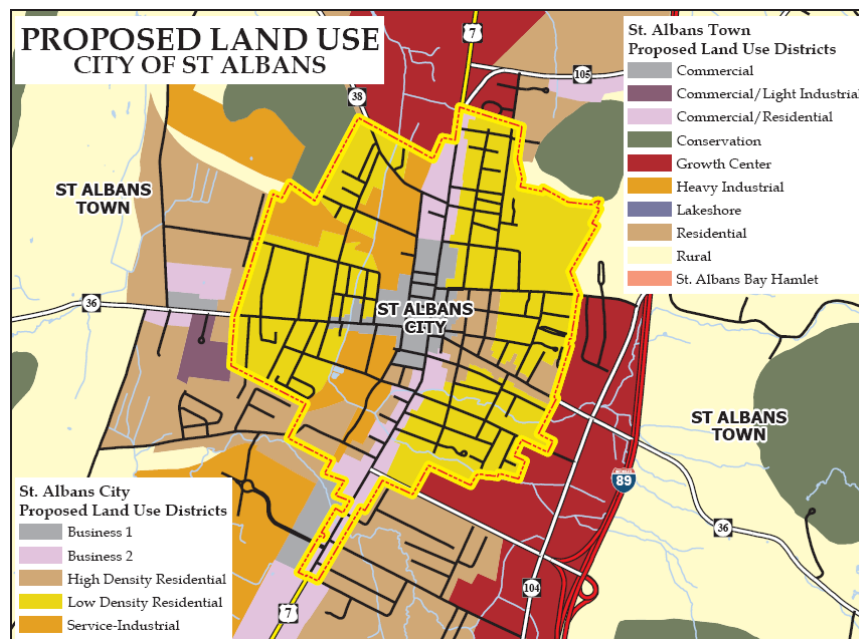 PROPOSED LAND USE
CITY OF ST ALBANS
St. Albans Town
Proposed Land Use Districts
Commercial
Commercial/Light Industrial
Commercial/Residential
Conservation
Growth Center
Heavy Industrial
Lakeshore
Residential
Rural
St. Albans Bay Hamlet
7
105
38
ST ALBANS
TOWN
36
ST ALBANS
CITY
ST ALBANS
TOWN
89
36
St. Albans City
Proposed Land Use Districts
Business 1
Business 2
High Density Residential
Low Density Residential
Service-Industrial
7
104